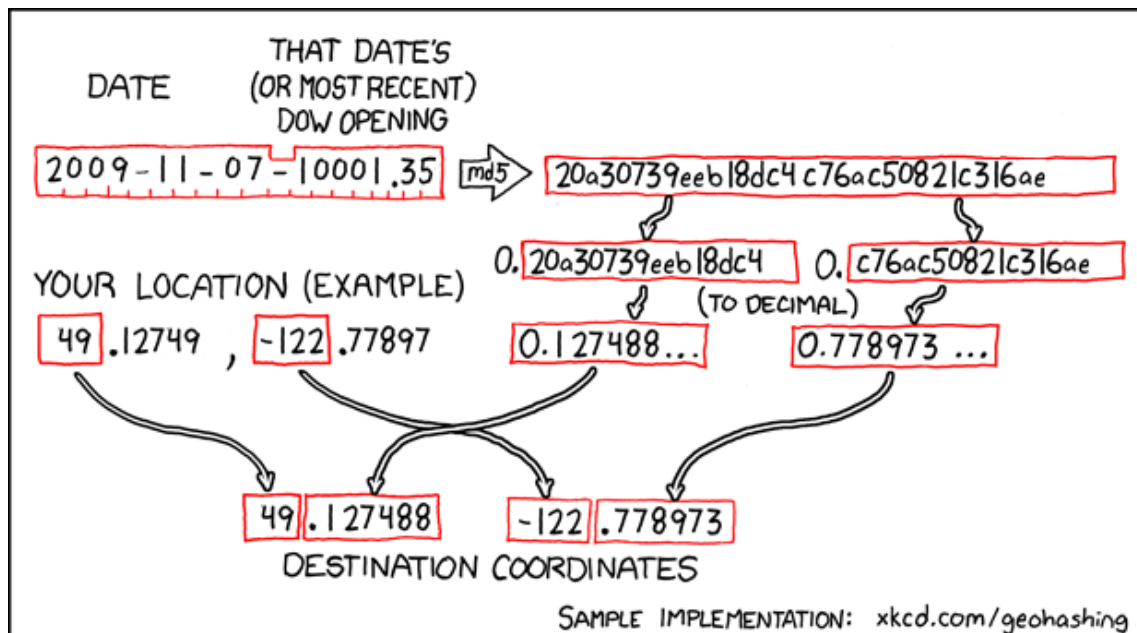 DATE
THAT DATE'S
(OR MOST RECENT)
DOW OPENING
2009-11-07-10001.35
md5
20a30739eeb18dc4c76ac50821c316ae
0.20a30739eeb18dc4
0.c76ac50821c316ae
YOUR LOCATION (EXAMPLE)
(TO DECIMAL)
49.12749, -122.77897
0.127488...
0.778973...
49.127488
-122.778973
DESTINATION COORDINATES
SAMPLE IMPLEMENTATION: xkcd.com/geohashing